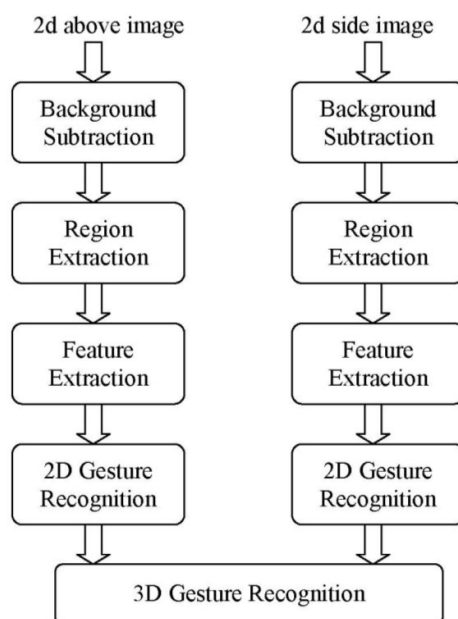 2d above image
Background
Subtraction
Region
Extraction
Feature
Extraction
2D Gesture
Recognition
2d side image
Background
Subtraction
Region
Extraction
Feature
Extraction
2D Gesture
Recognition
3D Gesture Recognition